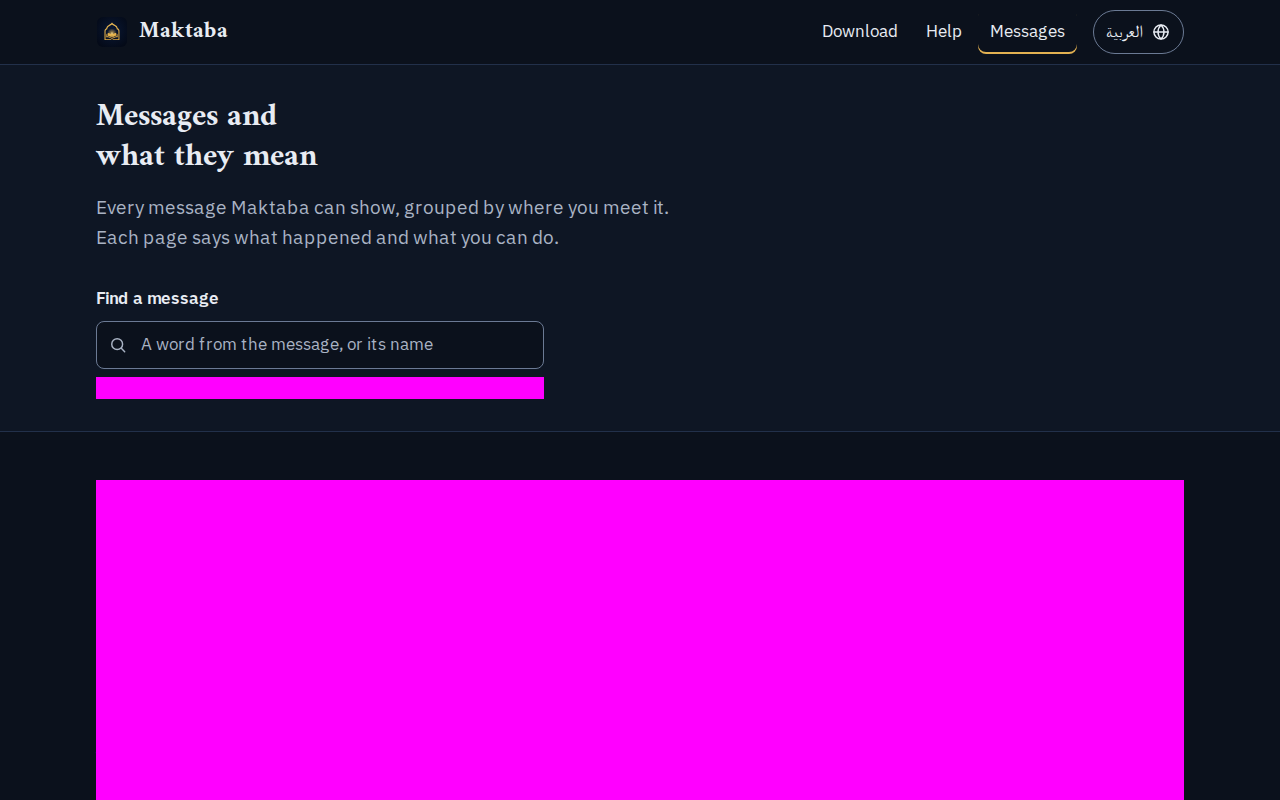 Maktaba
Download
Help
Messages
العربية
Messages and
what they mean
Every message Maktaba can show, grouped by where you meet it.
Each page says what happened and what you can do.
Find a message
A word from the message, or its name